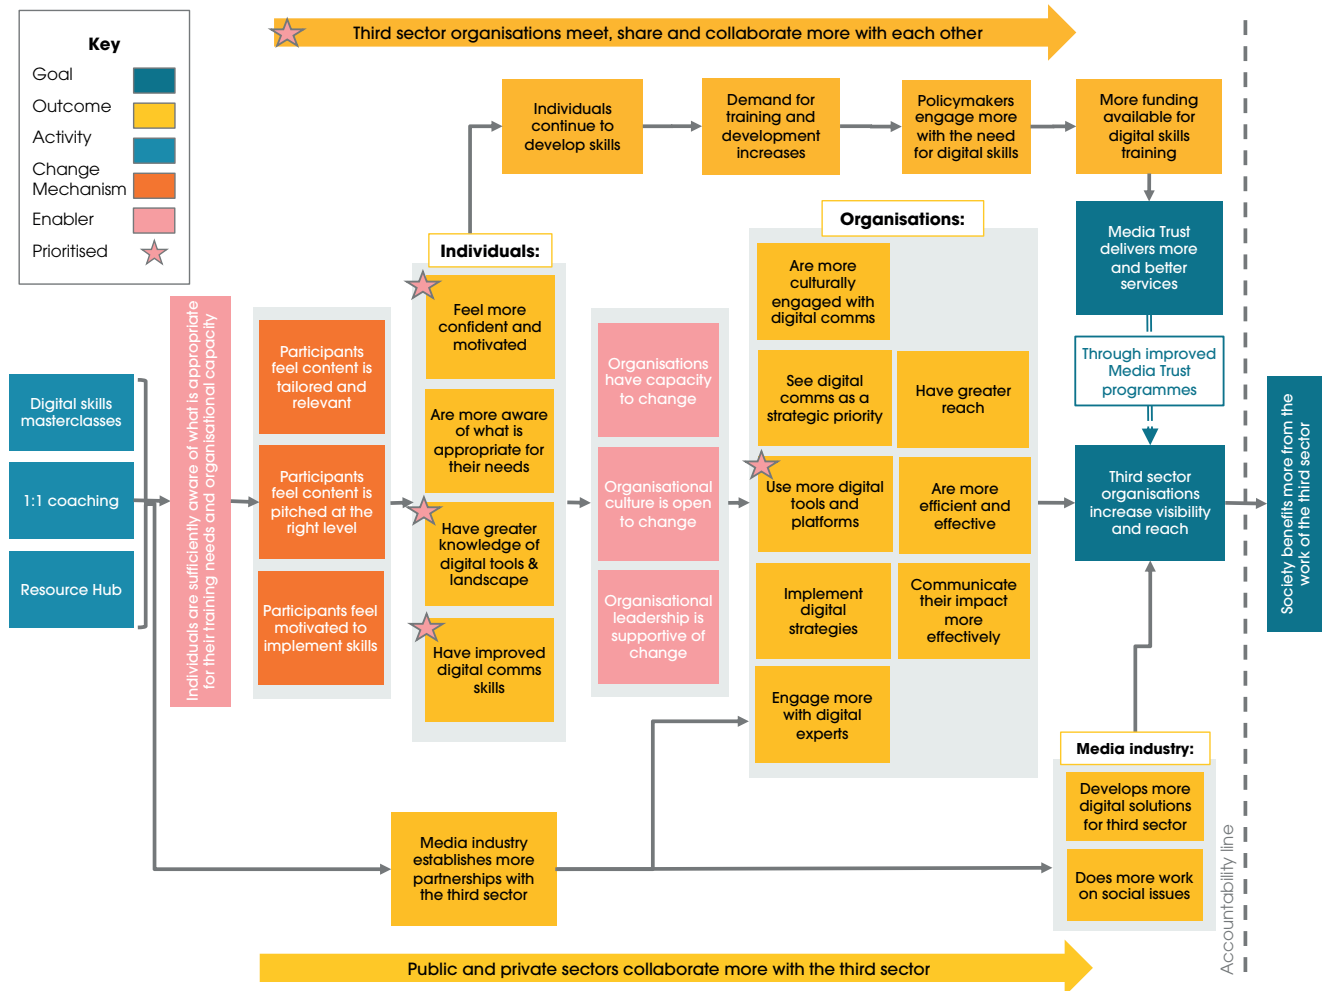 Key
Goal
Outcome
Activity
Change
Mechanism
Enabler
Prioritised
Third sector organisations meet, share and collaborate more with each other
Individuals
continue to
develop skills
Demand for
training and
development
increases
Policymakers
engage more
with the need
for digital skills
More funding
available for
digital skills
training
Media Trust
delivers more
and better
services
Through improved
Media Trust
programmes
Third sector
organisations
increase visibility
and reach
Digital skills
masterclasses
1:1 coaching
Resource Hub
Individuals are sufficiently aware of what is appropriate
for their training needs and organisational capacity
Participants
feel content is
tailored and
relevant
Participants
feel content is
pitched at the
right level
Participants feel
motivated to
implement skills
Individuals:
Feel more
confident and
motivated
Are more aware
of what is
appropriate for
their needs
Have greater
knowledge of
digital tools &
landscape
Have improved
digital comms
skills
Organisations
have capacity
to change
Organisational
culture is open
to change
Organisational
leadership is
supportive of
change
Organisations:
Are more
culturally
engaged with
digital comms
See digital
comms as a
strategic priority
Use more digital
tools and
platforms
Implement
digital
strategies
Engage more
with digital
experts
Have greater
reach
Are more
efficient and
effective
Communicate
their impact
more
effectively
Media industry
establishes more
partnerships with
the third sector
Media industry:
Develops more
digital solutions
for third sector
Does more work
on social issues
Accountability line
Society benefits more from the
work of the third sector
Public and private sectors collaborate more with the third sector